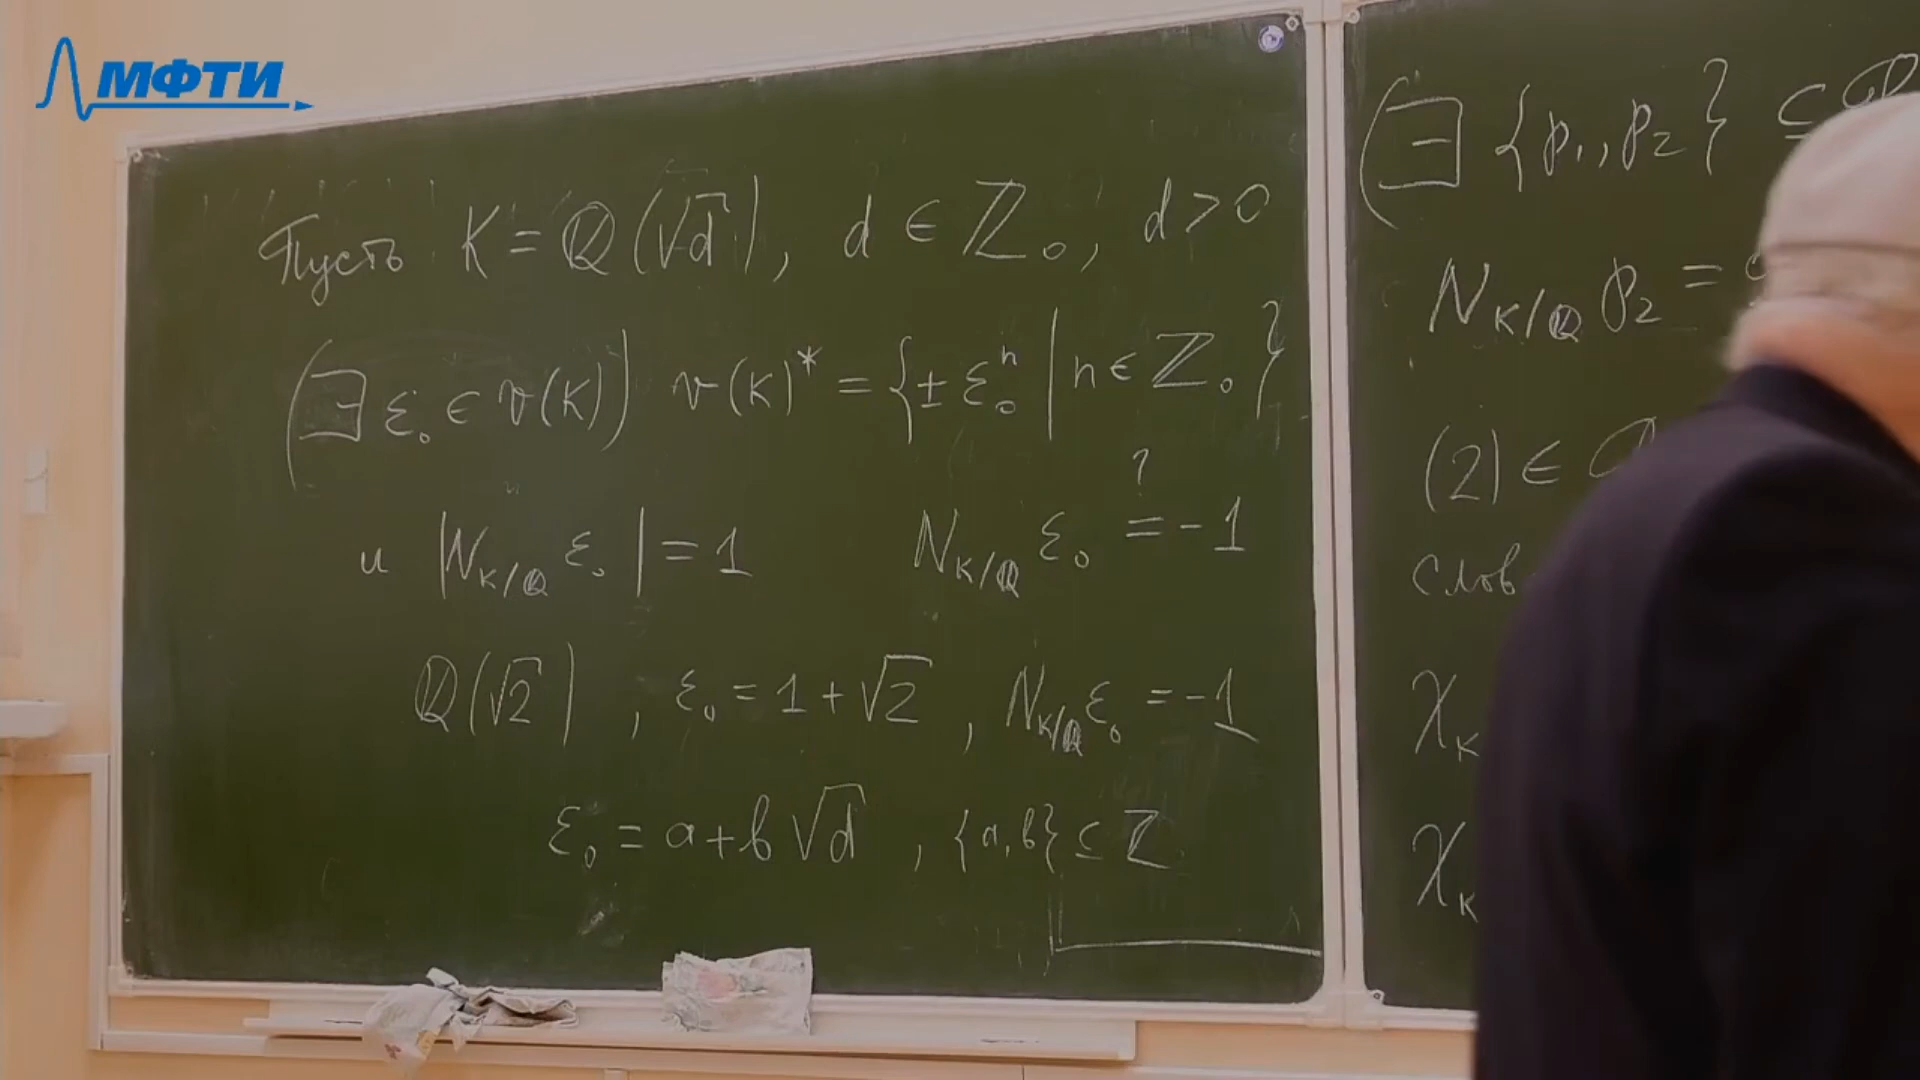 МФТИ
Пусть K = ℚ(√d), d ∈ ℤ₀, d > 0
(∃ ε₀ ∈ v(K)) v(K)* = {± ε₀ⁿ | n ∈ ℤ₀}
и |N_{K/ℚ} ε₀| = 1
?
N_{K/ℚ} ε₀ = -1
ℚ(√2), ε₀ = 1 + √2, N_{K/ℚ} ε₀ = -1
ε₀ = a + b√d, {a, b} ⊆ ℤ
(∃ {p₁, p₂} ⊆
N_{K/ℚ} p₂ =
(2) ∈
χ_K
χ_K